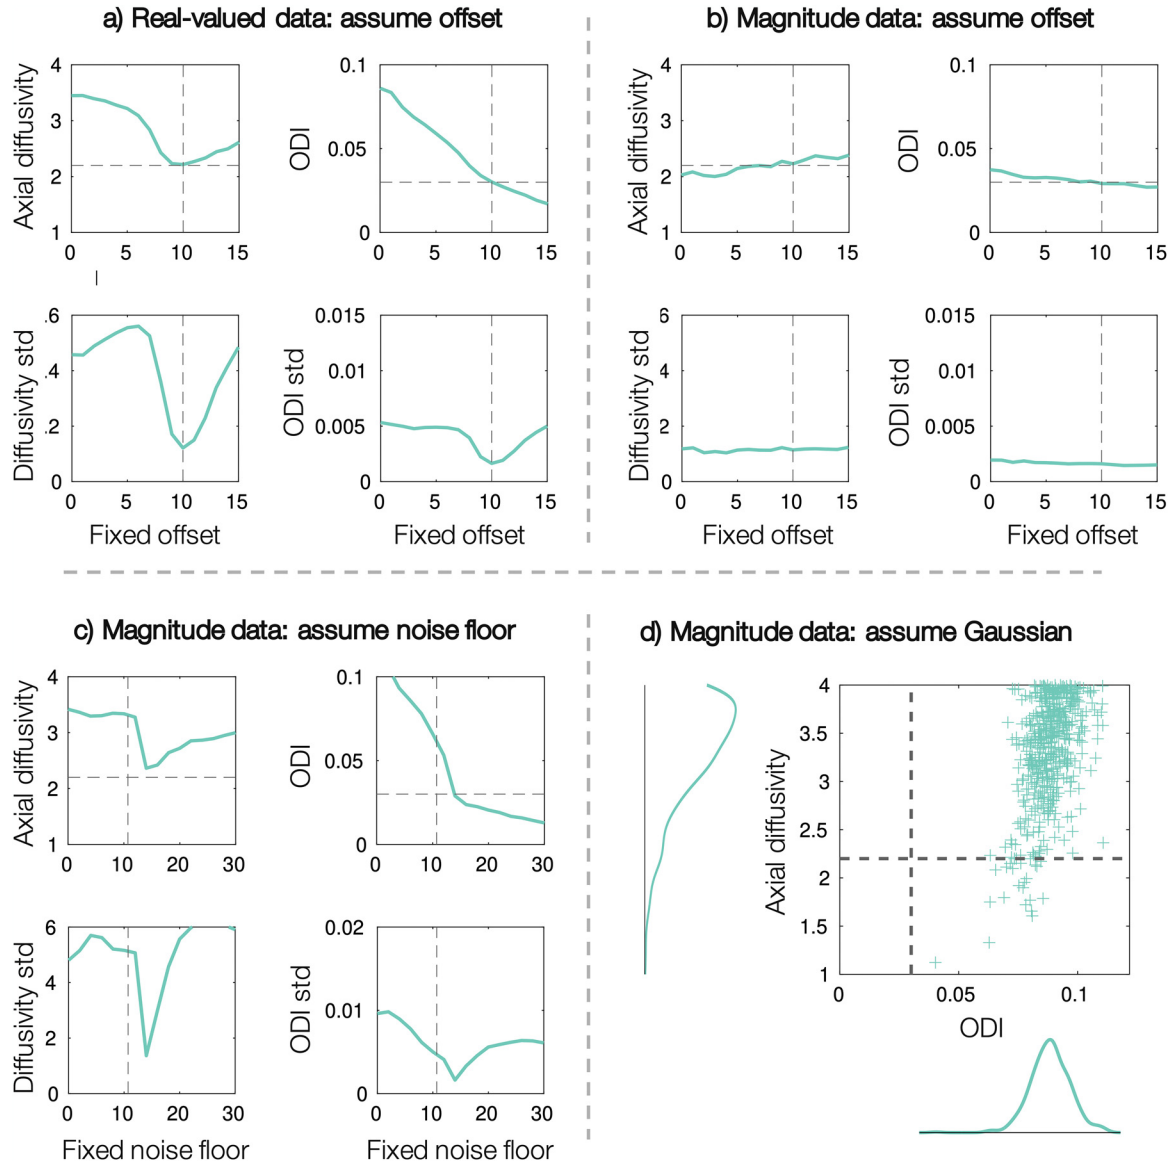 a) Real-valued data: assume offset
Axial diffusivity
4
3
2
1
0 5 10 15
ODI
0.1
0.05
0
0 5 10 15
Diffusivity std
.6
.4
.2
0
0 5 10 15
Fixed offset
ODI std
0.015
0.01
0.005
0
0 5 10 15
Fixed offset
b) Magnitude data: assume offset
Axial diffusivity
4
3
2
1
0 5 10 15
ODI
0.1
0.05
0
0 5 10 15
Diffusivity std
6
4
2
0
0 5 10 15
Fixed offset
ODI std
0.015
0.01
0.005
0
0 5 10 15
Fixed offset
c) Magnitude data: assume noise floor
Axial diffusivity
4
3
2
1
0 10 20 30
ODI
0.1
0.05
0
0 10 20 30
Diffusivity std
6
4
2
0
0 10 20 30
Fixed noise floor
ODI std
0.02
0.01
0
0 10 20 30
Fixed noise floor
d) Magnitude data: assume Gaussian
Axial diffusivity
4
3.5
3
2.5
2
1.5
1
0 0.05 0.1
ODI